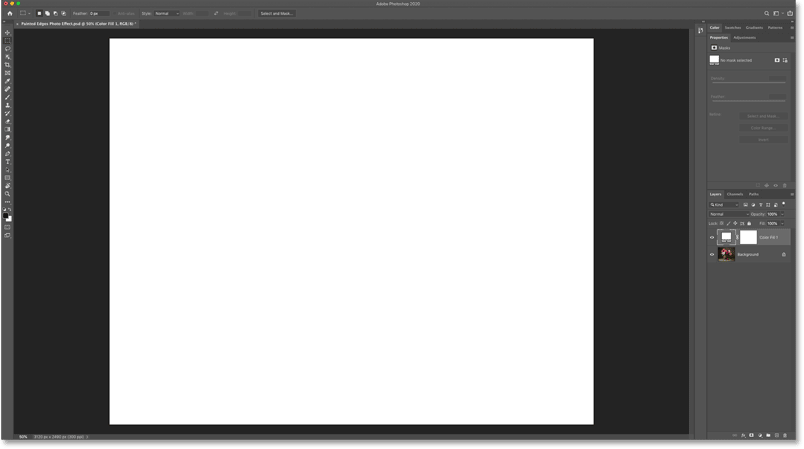 Adobe Photoshop 2020
Feather: 0 px Anti-alias Style: Normal Width: Height: Select and Mask...
× Painted Edges Photo Effect.psd @ 50% (Color Fill 1, RGB/8) *
Color Swatches Gradients Patterns
Properties Adjustments
Masks
No mask selected
Density:
Feather:
Refine: Select and Mask...
Color Range...
Invert
Layers Channels Paths
Kind
Normal Opacity: 100%
Lock: Fill: 100%
Color Fill 1
Background
50% 3120 px x 2480 px (300 ppi)